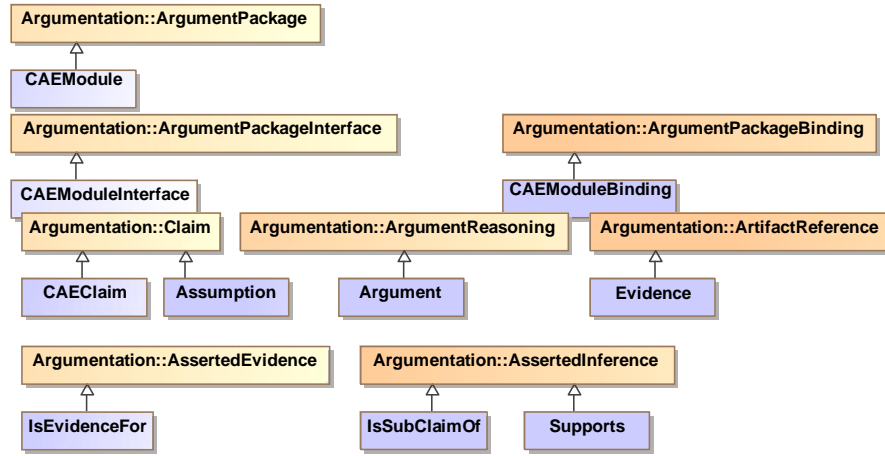 Argumentation::ArgumentPackage
CAEModule
Argumentation::ArgumentPackageInterface
Argumentation::ArgumentPackageBinding
CAEModuleInterface
CAEModuleBinding
Argumentation::Claim
Argumentation::ArgumentReasoning
Argumentation::ArtifactReference
CAEClaim
Assumption
Argument
Evidence
Argumentation::AssertedEvidence
Argumentation::AssertedInference
IsEvidenceFor
IsSubClaimOf
Supports